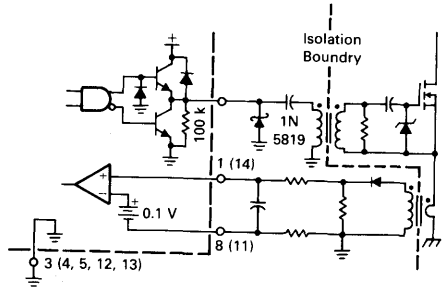 +
Isolation
Boundry
100 k
1N
5819
1 (14)
+
−
+
0.1 V
8 (11)
3 (4, 5, 12, 13)